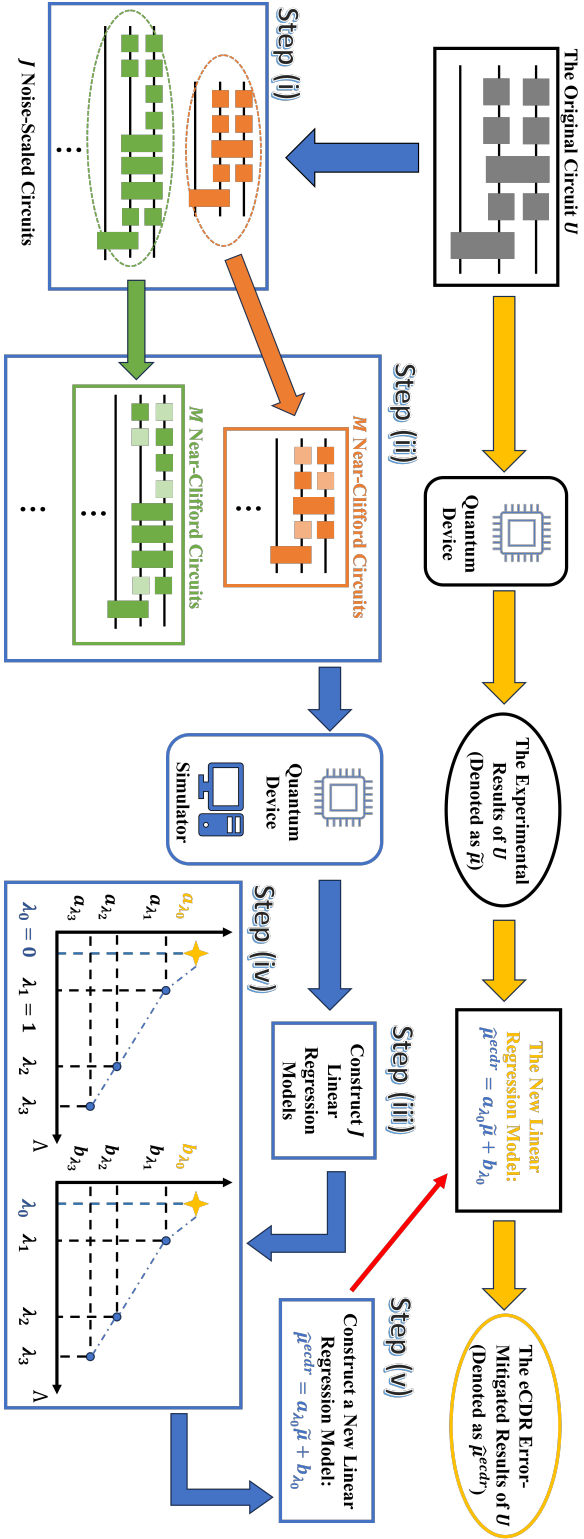 The Original Circuit U
Quantum
Device
The Experimental
Results of U
(Denoted as μ̃)
The New Linear
Regression Model:
μ̂ᵉᶜᵈʳ = a_λ₀ μ̃ + b_λ₀
The eCDR Error-
Mitigated Results of U
(Denoted as μ̂ᵉᶜᵈʳ)
Step (i)
...
J Noise-Scaled Circuits
Step (ii)
M Near-Clifford Circuits
...
M Near-Clifford Circuits
...
...
Quantum
Device
Simulator
Step (iii)
Construct J
Linear
Regression
Models
Step (iv)
a_λ₀
a_λ₁
a_λ₂
a_λ₃
λ₀ = 0
λ₁ = 1
λ₂
λ₃
Λ
b_λ₀
b_λ₁
b_λ₂
b_λ₃
λ₀
λ₁
λ₂
λ₃
Λ
Step (v)
Construct a New Linear
Regression Model:
μ̂ᵉᶜᵈʳ = a_λ₀ μ̃ + b_λ₀